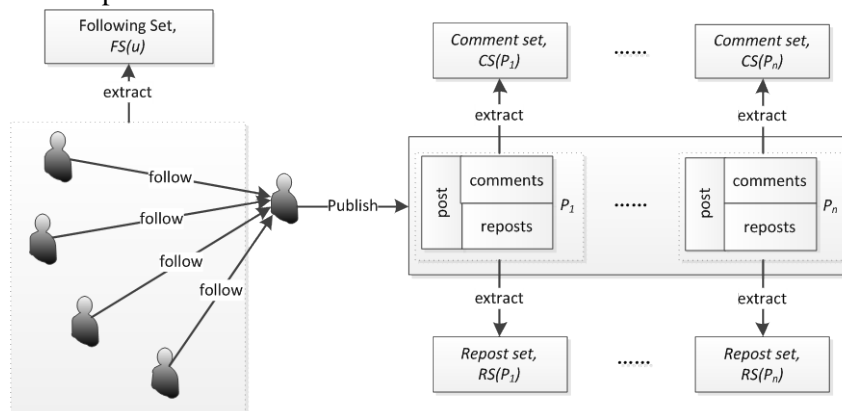 Following Set,
FS(u)
extract
follow
follow
follow
follow
Publish
Comment set,
CS(P1)
......
Comment set,
CS(Pn)
extract
extract
post
comments
reposts
P1
......
post
comments
reposts
Pn
extract
extract
Repost set,
RS(P1)
......
Repost set,
RS(Pn)